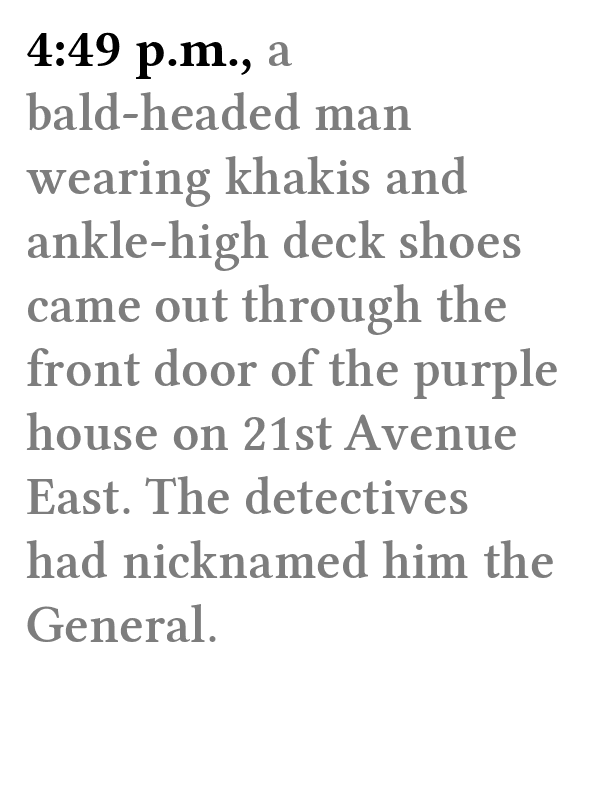 4:49 p.m., a
bald-headed man
wearing khakis and
ankle-high deck shoes
came out through the
front door of the purple
house on 21st Avenue
East. The detectives
had nicknamed him the
General.